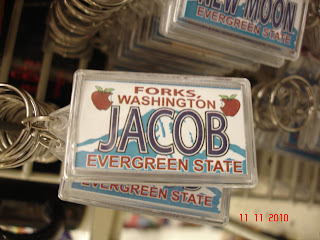 NEW MOON
EVERGREEN STATE
FORKS,
WASHINGTON
JACOB
EVERGREEN STATE
EVERGREEN STATE
11 11 2010